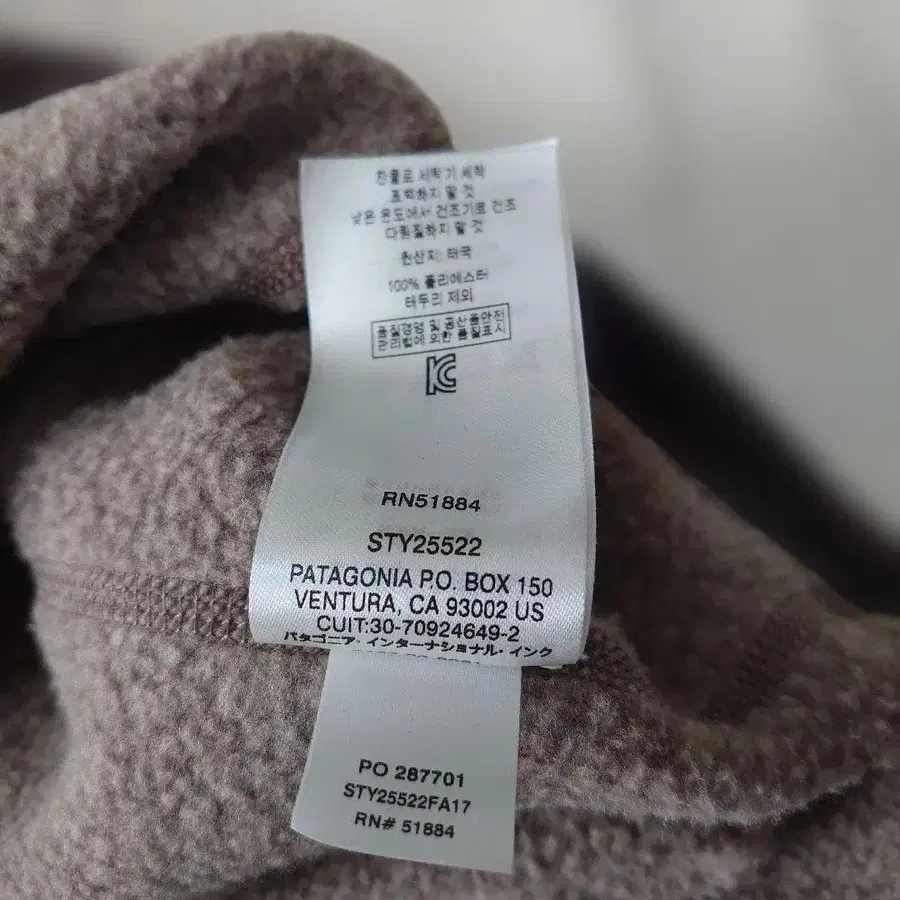 찬물로 세탁기 세탁
표백하지 말 것
낮은 온도에서 건조기로 건조
다림질하지 말 것
원산지: 태국
100% 폴리에스터
테두리 제외
품질경영 및 공산품안전
관리법에 의한 품질표시
RN51884
STY25522
PATAGONIA P.O. BOX 150
VENTURA, CA 93002 US
CUIT:30-70924649-2
パタゴニア・インターナショナル・インク
PO 287701
STY25522FA17
RN# 51884